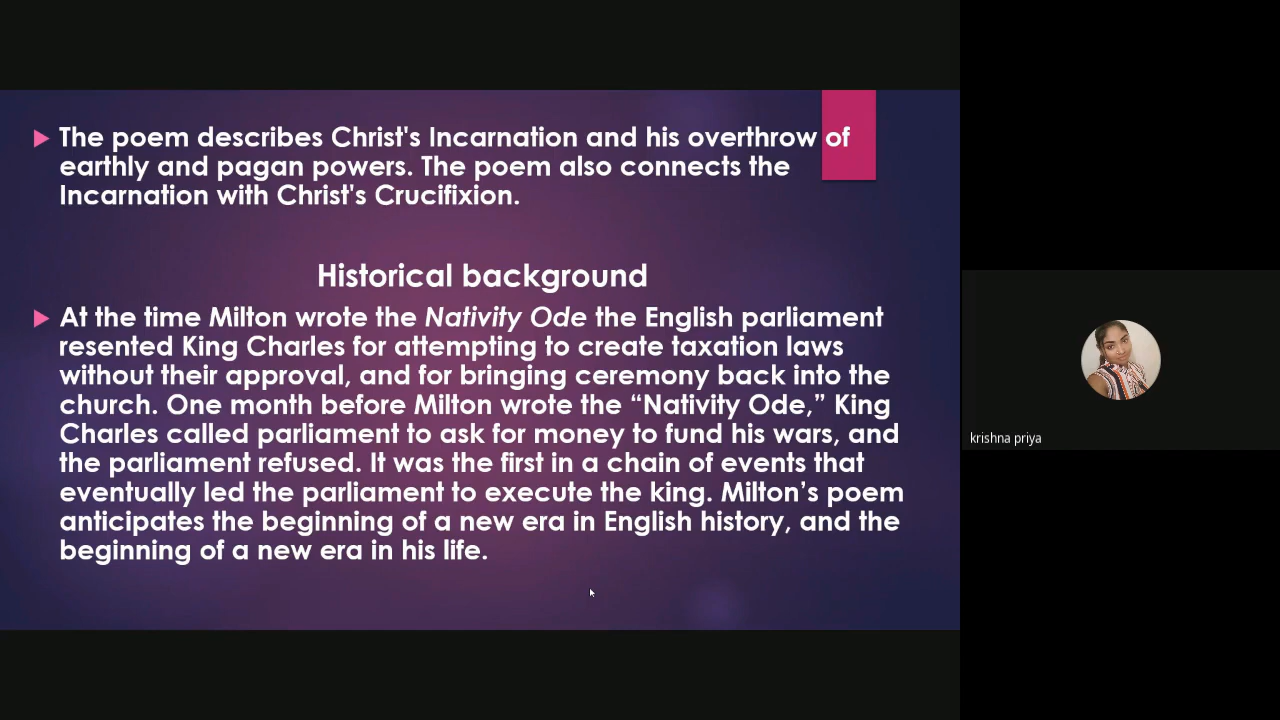 The poem describes Christ's Incarnation and his overthrow of
earthly and pagan powers. The poem also connects the
Incarnation with Christ's Crucifixion.
Historical background
At the time Milton wrote the Nativity Ode the English parliament
resented King Charles for attempting to create taxation laws
without their approval, and for bringing ceremony back into the
church. One month before Milton wrote the “Nativity Ode,” King
Charles called parliament to ask for money to fund his wars, and
the parliament refused. It was the first in a chain of events that
eventually led the parliament to execute the king. Milton’s poem
anticipates the beginning of a new era in English history, and the
beginning of a new era in his life.
krishna priya